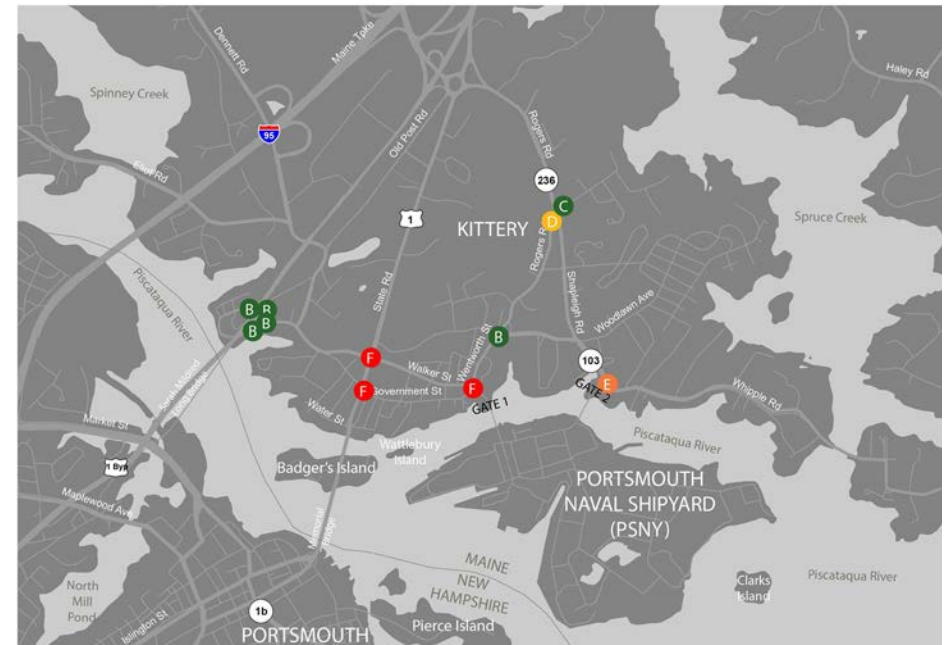 Dennett Rd
Maine Tpke
Haley Rd
Spinney Creek
95
Old Post Rd
Rogers Rd
Eliot Rd
236
C
D
1
KITTERY
Rogers R
Spruce Creek
State Rd
Shapleigh Rd
Piscataqua River
Woodlawn Ave
B
B
B
B
Wentworth St
B
F
Walker St
103
F
Government St
F
E
GATE 1
GATE 2
Whipple Rd
Sarah Mildred
Long Bridge
Water St
Market St
Wattlebury
Island
Piscataqua River
1 Byp
Badger's Island
PORTSMOUTH
NAVAL SHIPYARD
(PSNY)
Maplewood Ave
Memorial
Bridge
MAINE
NEW
HAMPSHIRE
North
Mill
Pond
Clarks
Island
Piscataqua River
1b
Islington St
PORTSMOUTH
Pierce Island